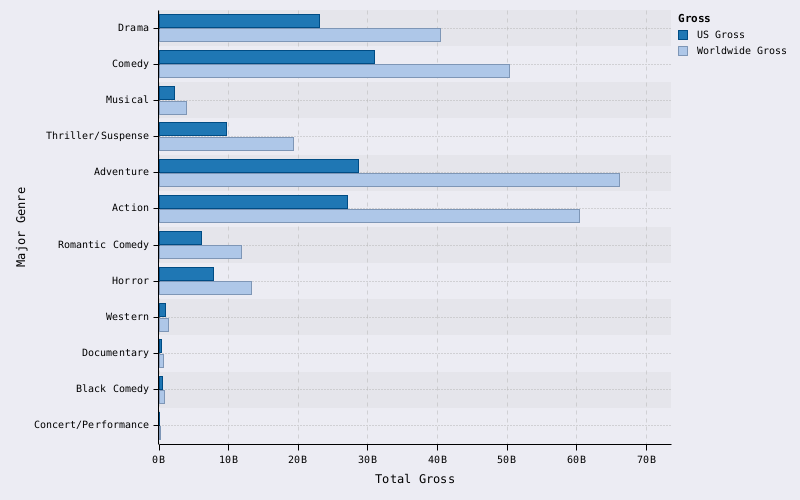 Gross
US Gross
Worldwide Gross
Major Genre
Drama
Comedy
Musical
Thriller/Suspense
Adventure
Action
Romantic Comedy
Horror
Western
Documentary
Black Comedy
Concert/Performance
0B 10B 20B 30B 40B 50B 60B 70B
Total Gross